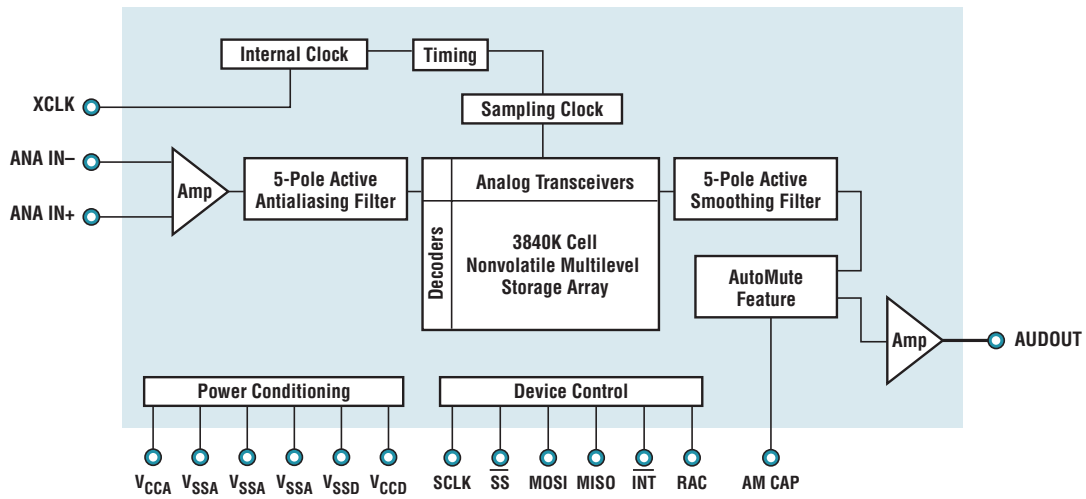 Internal Clock
Timing
XCLK
Sampling Clock
ANA IN–
ANA IN+
Amp
5-Pole Active
Antialiasing Filter
Analog Transceivers
Decoders
3840K Cell
Nonvolatile Multilevel
Storage Array
5-Pole Active
Smoothing Filter
AutoMute
Feature
Amp
AUDOUT
Power Conditioning
Device Control
VCCA
VSSA
VSSA
VSSA
VSSD
VCCD
SCLK
S̅S̅
MOSI
MISO
I̅N̅T̅
RAC
AM CAP